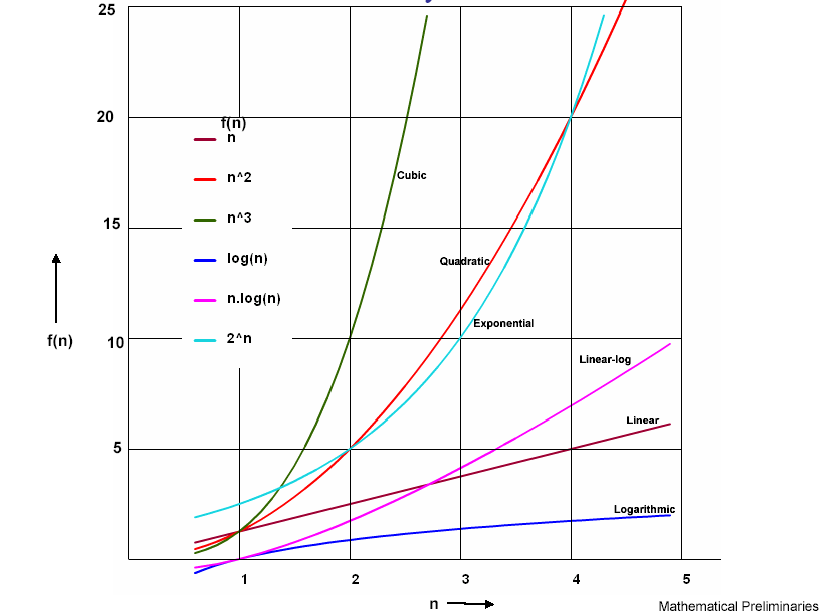 25
20
15
10
5
f(n)
n
n^2
n^3
log(n)
n.log(n)
2^n
Cubic
Quadratic
Exponential
Linear-log
Linear
Logarithmic
f(n)
1 2 3 4 5
n
Mathematical Preliminaries